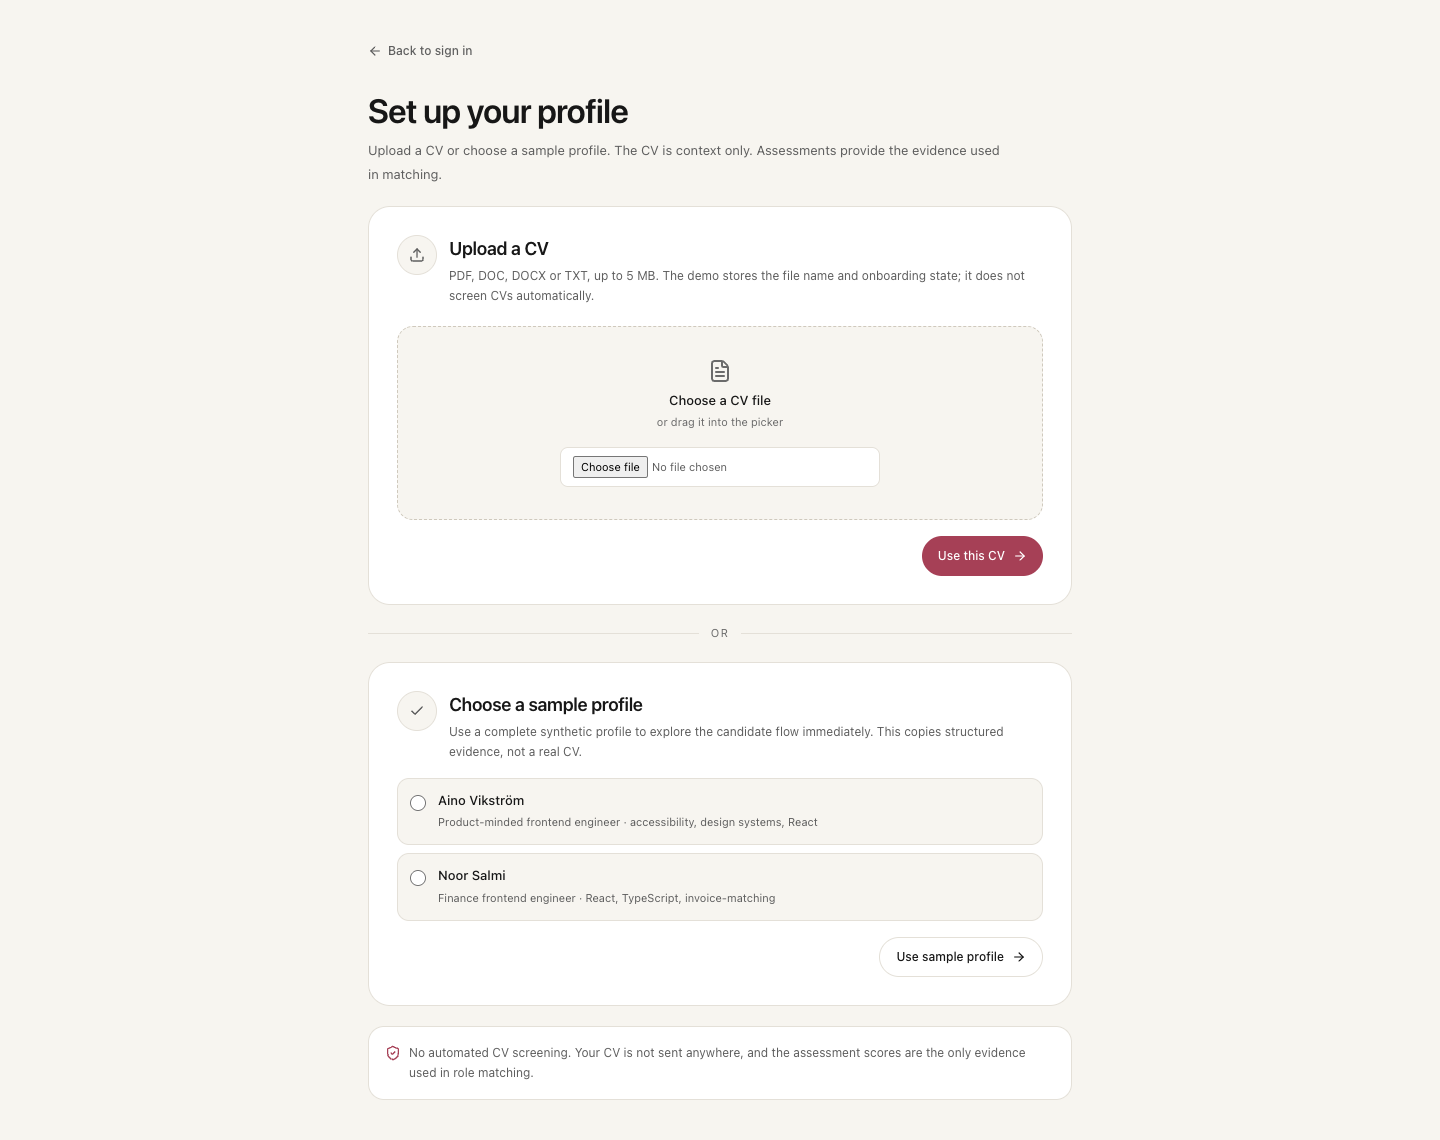 Back to sign in
Set up your profile
Upload a CV or choose a sample profile. The CV is context only. Assessments provide the evidence used
in matching.
Upload a CV
PDF, DOC, DOCX or TXT, up to 5 MB. The demo stores the file name and onboarding state; it does not
screen CVs automatically.
Choose a CV file
or drag it into the picker
Choose file No file chosen
Use this CV
OR
Choose a sample profile
Use a complete synthetic profile to explore the candidate flow immediately. This copies structured
evidence, not a real CV.
Aino Vikström
Product-minded frontend engineer · accessibility, design systems, React
Noor Salmi
Finance frontend engineer · React, TypeScript, invoice-matching
Use sample profile
No automated CV screening. Your CV is not sent anywhere, and the assessment scores are the only evidence
used in role matching.